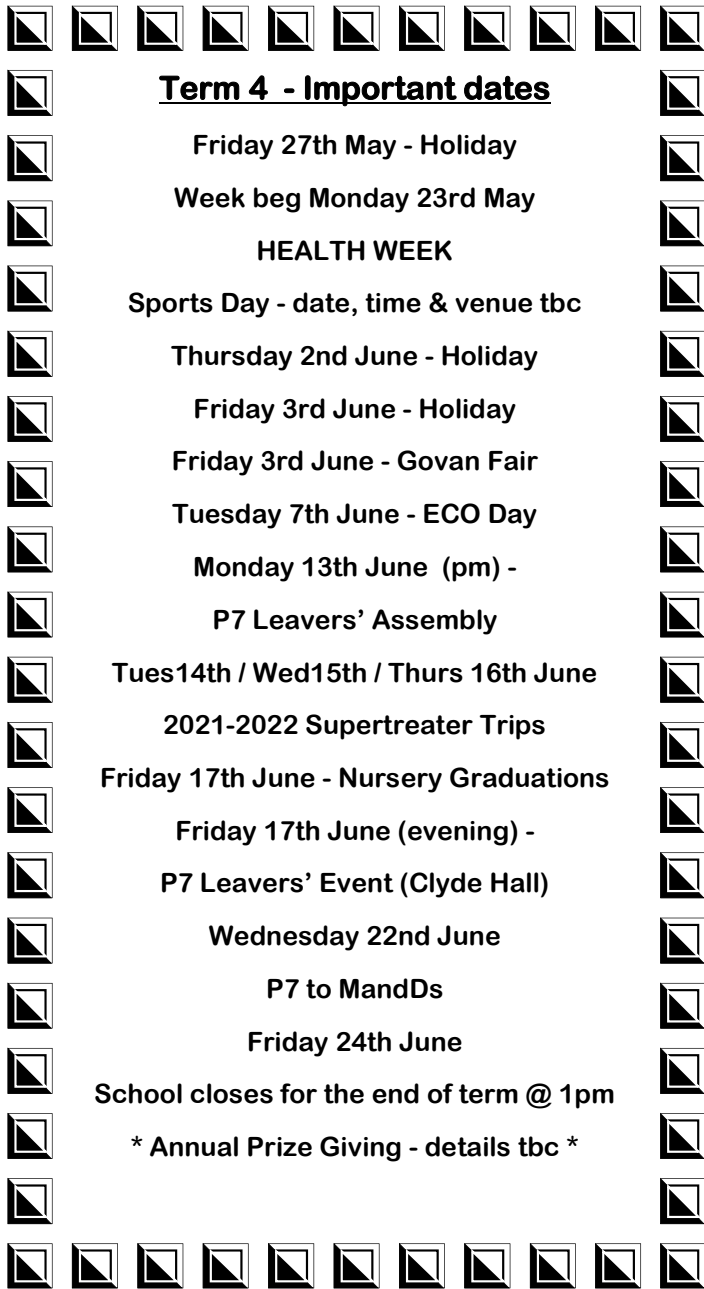 Term 4 - Important dates
Friday 27th May - Holiday
Week beg Monday 23rd May
HEALTH WEEK
Sports Day - date, time & venue tbc
Thursday 2nd June - Holiday
Friday 3rd June - Holiday
Friday 3rd June - Govan Fair
Tuesday 7th June - ECO Day
Monday 13th June (pm) -
P7 Leavers’ Assembly
Tues14th / Wed15th / Thurs 16th June
2021-2022 Supertreater Trips
Friday 17th June - Nursery Graduations
Friday 17th June (evening) -
P7 Leavers’ Event (Clyde Hall)
Wednesday 22nd June
P7 to MandDs
Friday 24th June
School closes for the end of term @ 1pm
* Annual Prize Giving - details tbc *